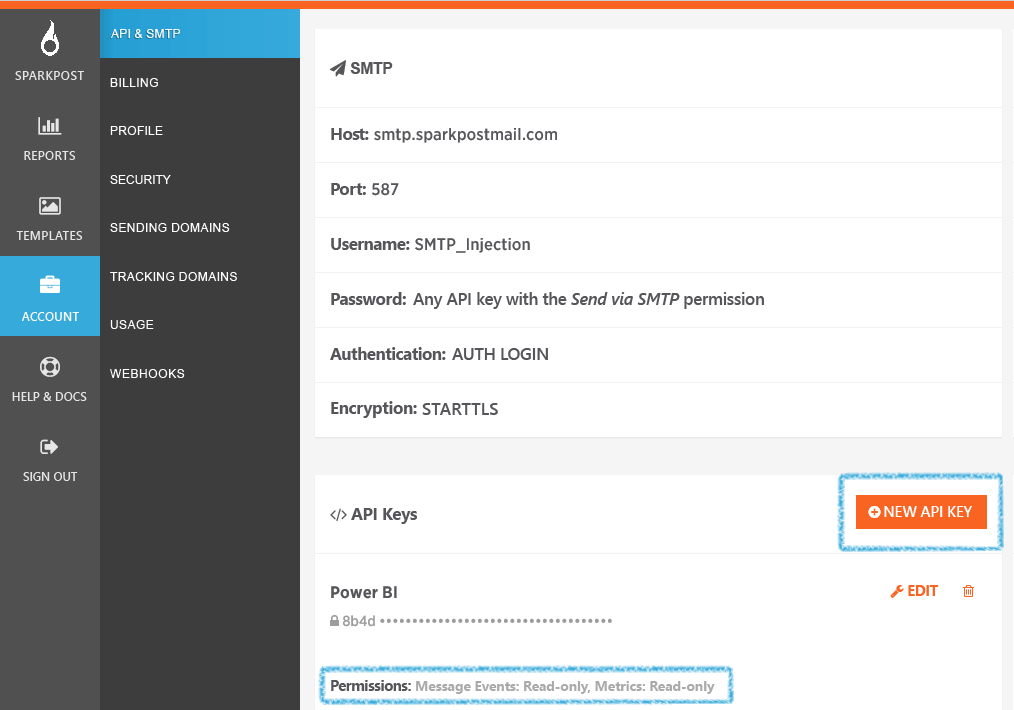 SPARKPOST
REPORTS
TEMPLATES
ACCOUNT
HELP & DOCS
SIGN OUT
API & SMTP
BILLING
PROFILE
SECURITY
SENDING DOMAINS
TRACKING DOMAINS
USAGE
WEBHOOKS
SMTP
Host: smtp.sparkpostmail.com
Port: 587
Username: SMTP_Injection
Password: Any API key with the Send via SMTP permission
Authentication: AUTH LOGIN
Encryption: STARTTLS
</> API Keys
NEW API KEY
Power BI
EDIT
8b4d ••••••••••••••••••••••••••••••••••••
Permissions: Message Events: Read-only, Metrics: Read-only